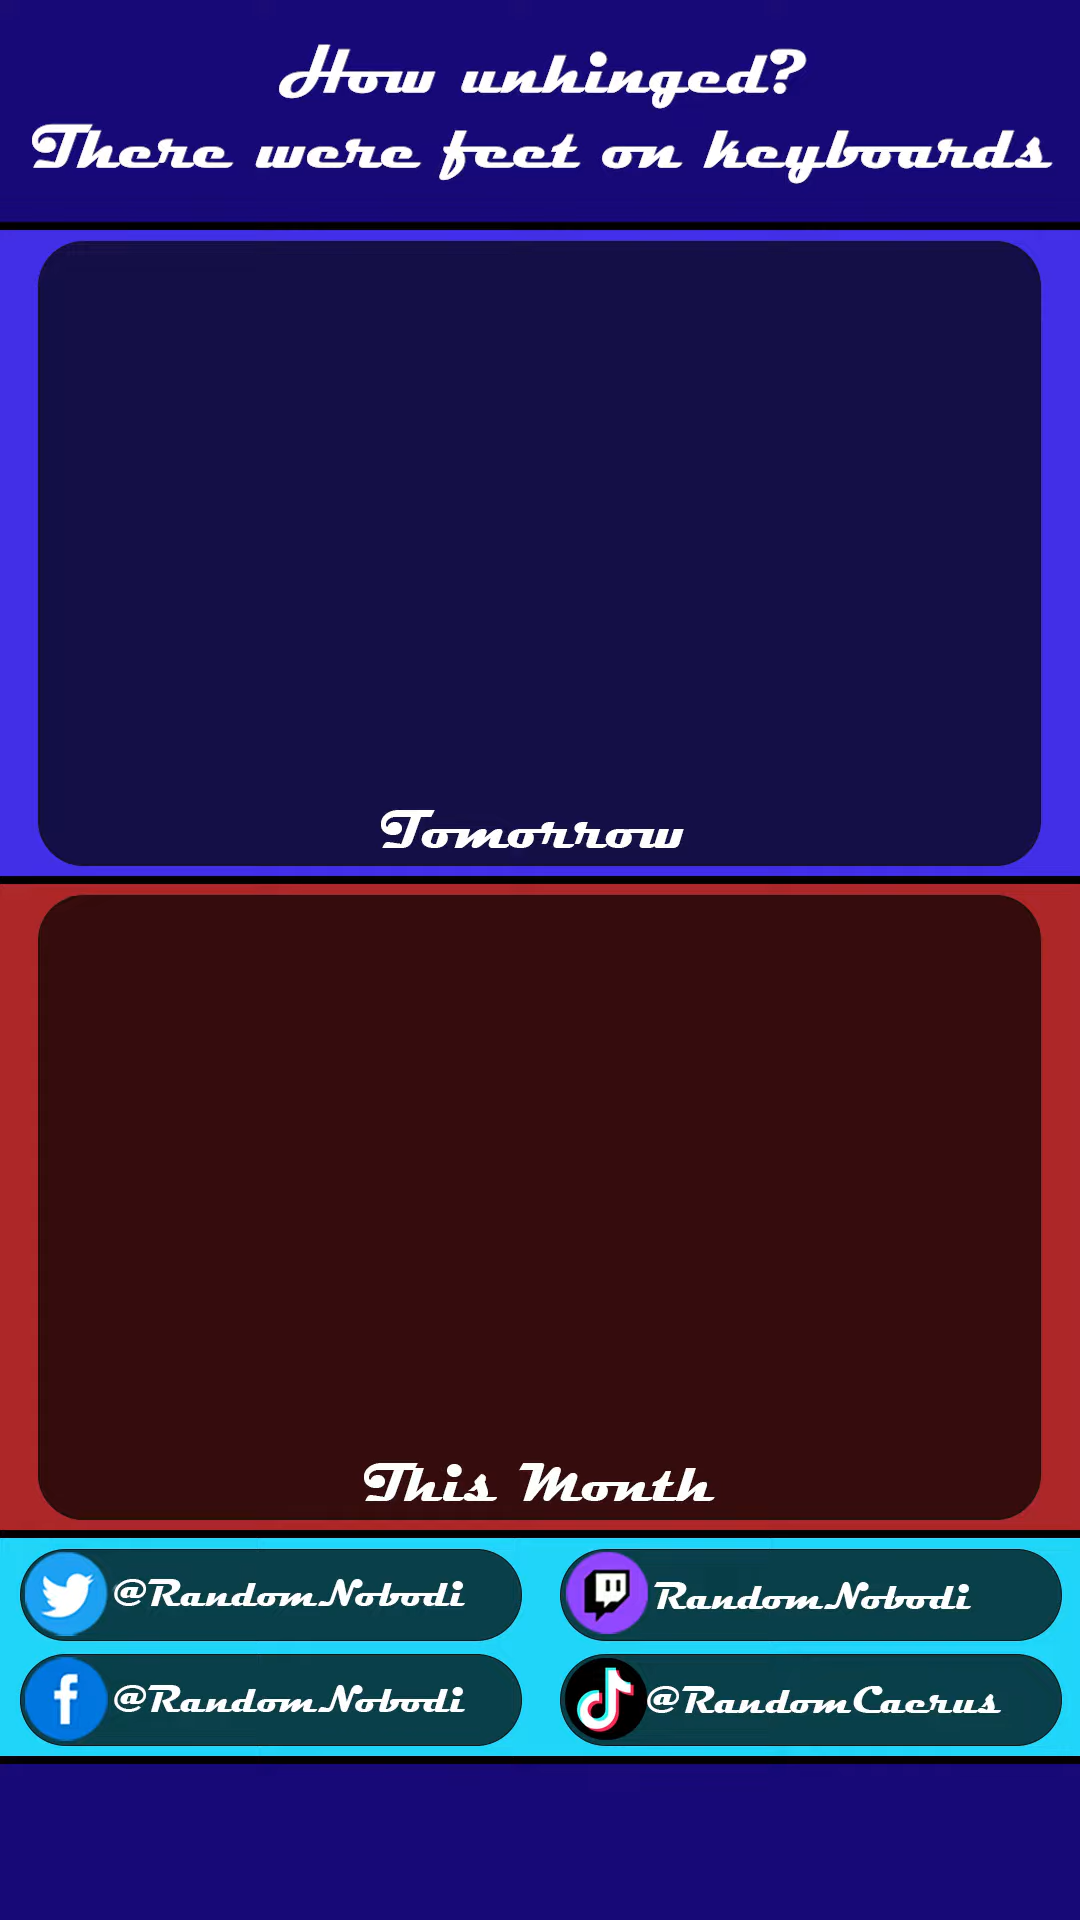 How unhinged?
There were feet on keyboards
Tomorrow
This Month
@RandomNobodi
RandomNobodi
@RandomNobodi
@RandomCaerus